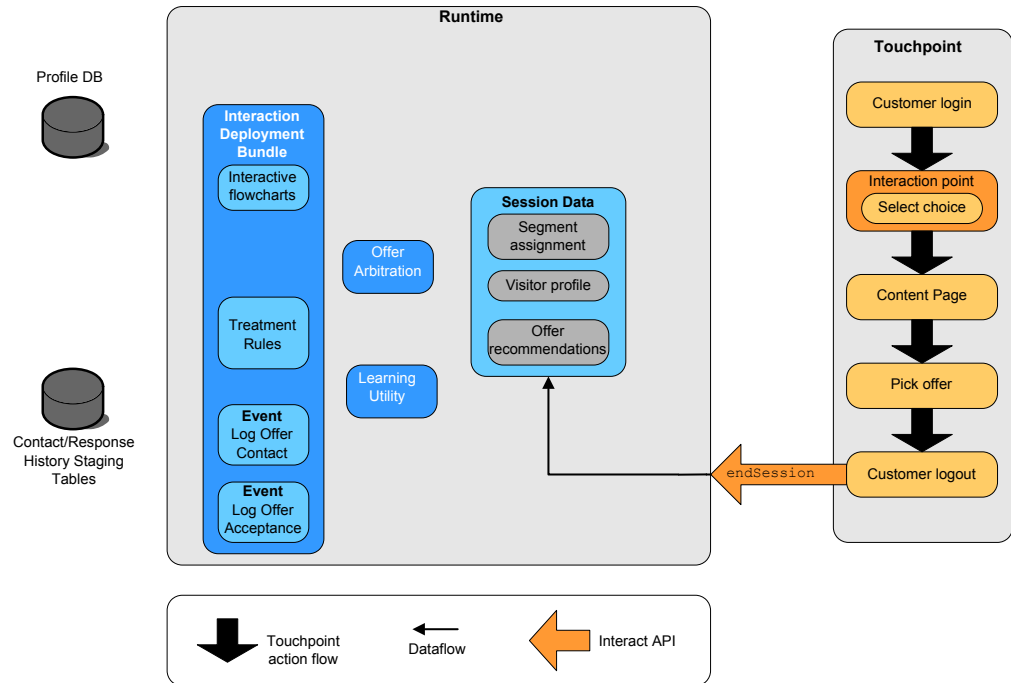 Runtime
Touchpoint
Profile DB
Customer login
Interaction
Deployment
Bundle
Interactive
flowcharts
Interaction point
Select choice
Session Data
Segment
assignment
Offer
Arbitration
Visitor profile
Content Page
Treatment
Rules
Offer
recommendations
Learning
Utility
Pick offer
Contact/Response
History Staging
Tables
Event
Log Offer
Contact
endSession
Customer logout
Event
Log Offer
Acceptance
Touchpoint
action flow
Dataflow
Interact API